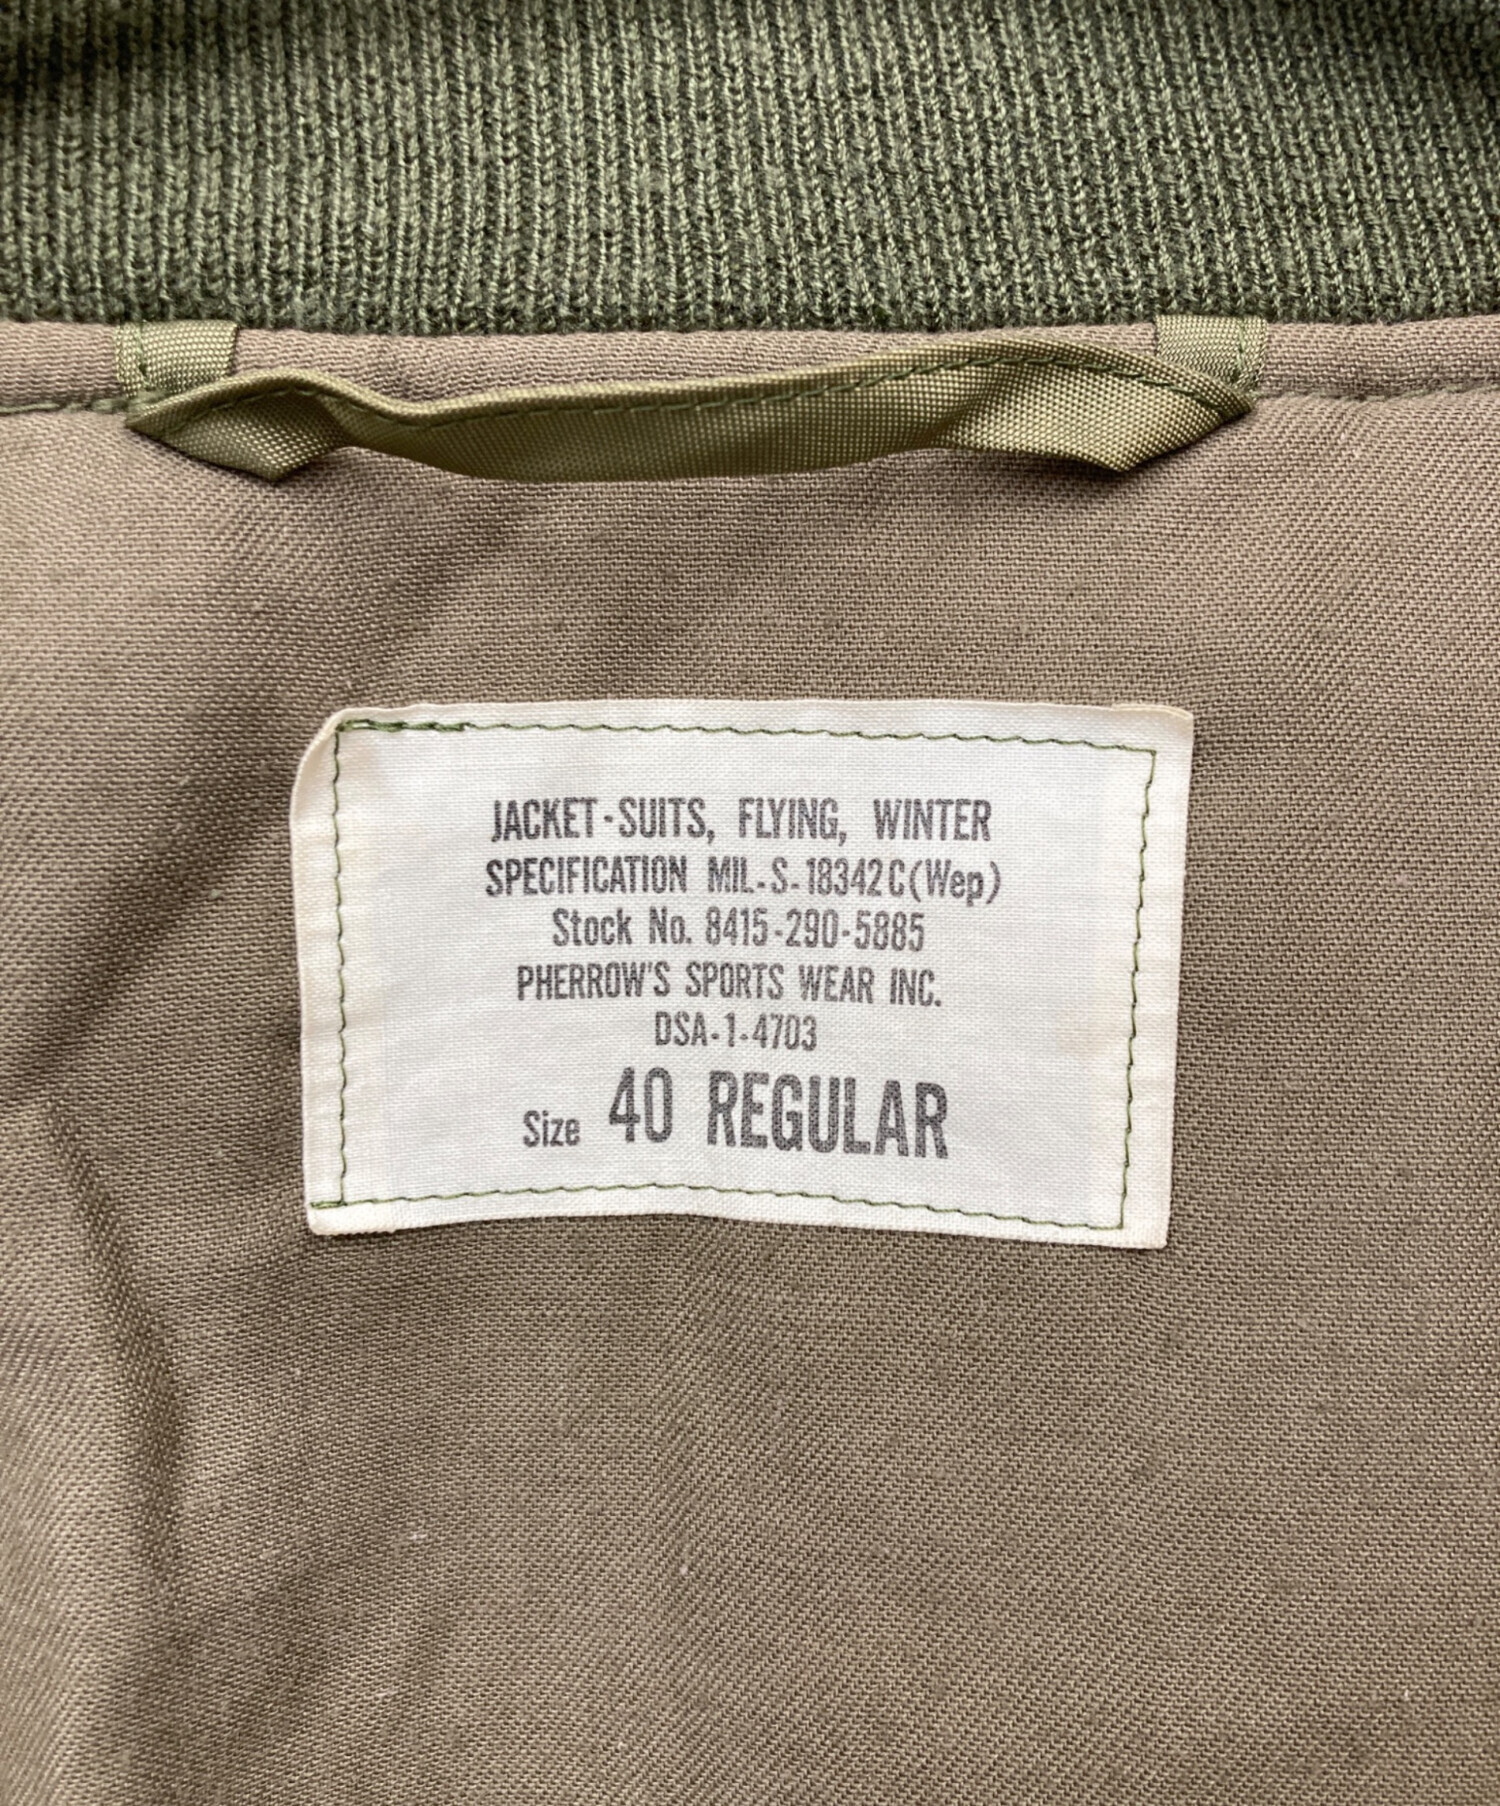 JACKET-SUITS, FLYING, WINTER
SPECIFICATION MIL-S-18342C(Wep)
Stock No. 8415-290-5885
PHERROW'S SPORTS WEAR INC.
DSA-1-4703
Size 40 REGULAR